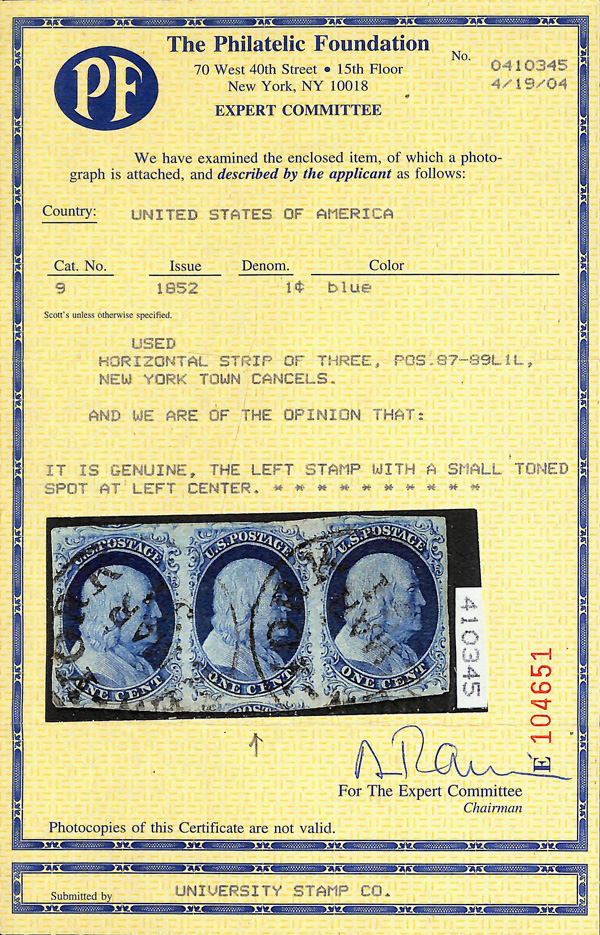 PF
The Philatelic Foundation
70 West 40th Street • 15th Floor
New York, NY 10018
EXPERT COMMITTEE
No. 0410345
4/19/04
We have examined the enclosed item, of which a photo-
graph is attached, and described by the applicant as follows:
Country: UNITED STATES OF AMERICA
Cat. No. Issue Denom. Color
9 1852 1¢ blue
Scott's unless otherwise specified.
USED
HORIZONTAL STRIP OF THREE, POS.87-89L1L,
NEW YORK TOWN CANCELS.
AND WE ARE OF THE OPINION THAT:
IT IS GENUINE, THE LEFT STAMP WITH A SMALL TONED
SPOT AT LEFT CENTER. * * * * * * * * * *
U.S. POSTAGE U.S. POSTAGE U.S. POSTAGE
ONE CENT ONE CENT ONE CENT
410345
E 104651
For The Expert Committee
Chairman
Photocopies of this Certificate are not valid.
Submitted by UNIVERSITY STAMP CO.